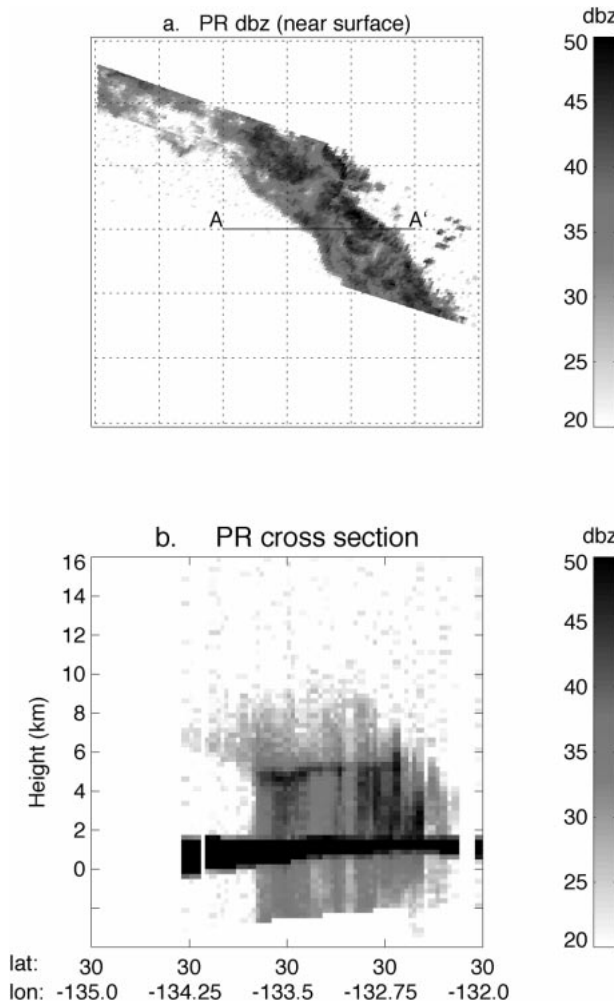 a. PR dbz (near surface)
dbz
50
45
40
35
30
25
20
A A'
b. PR cross section
dbz
50
45
40
35
30
25
20
16
14
12
10
8
6
4
2
0
Height (km)
lat: 30 30 30 30 30
lon: -135.0 -134.25 -133.5 -132.75 -132.0